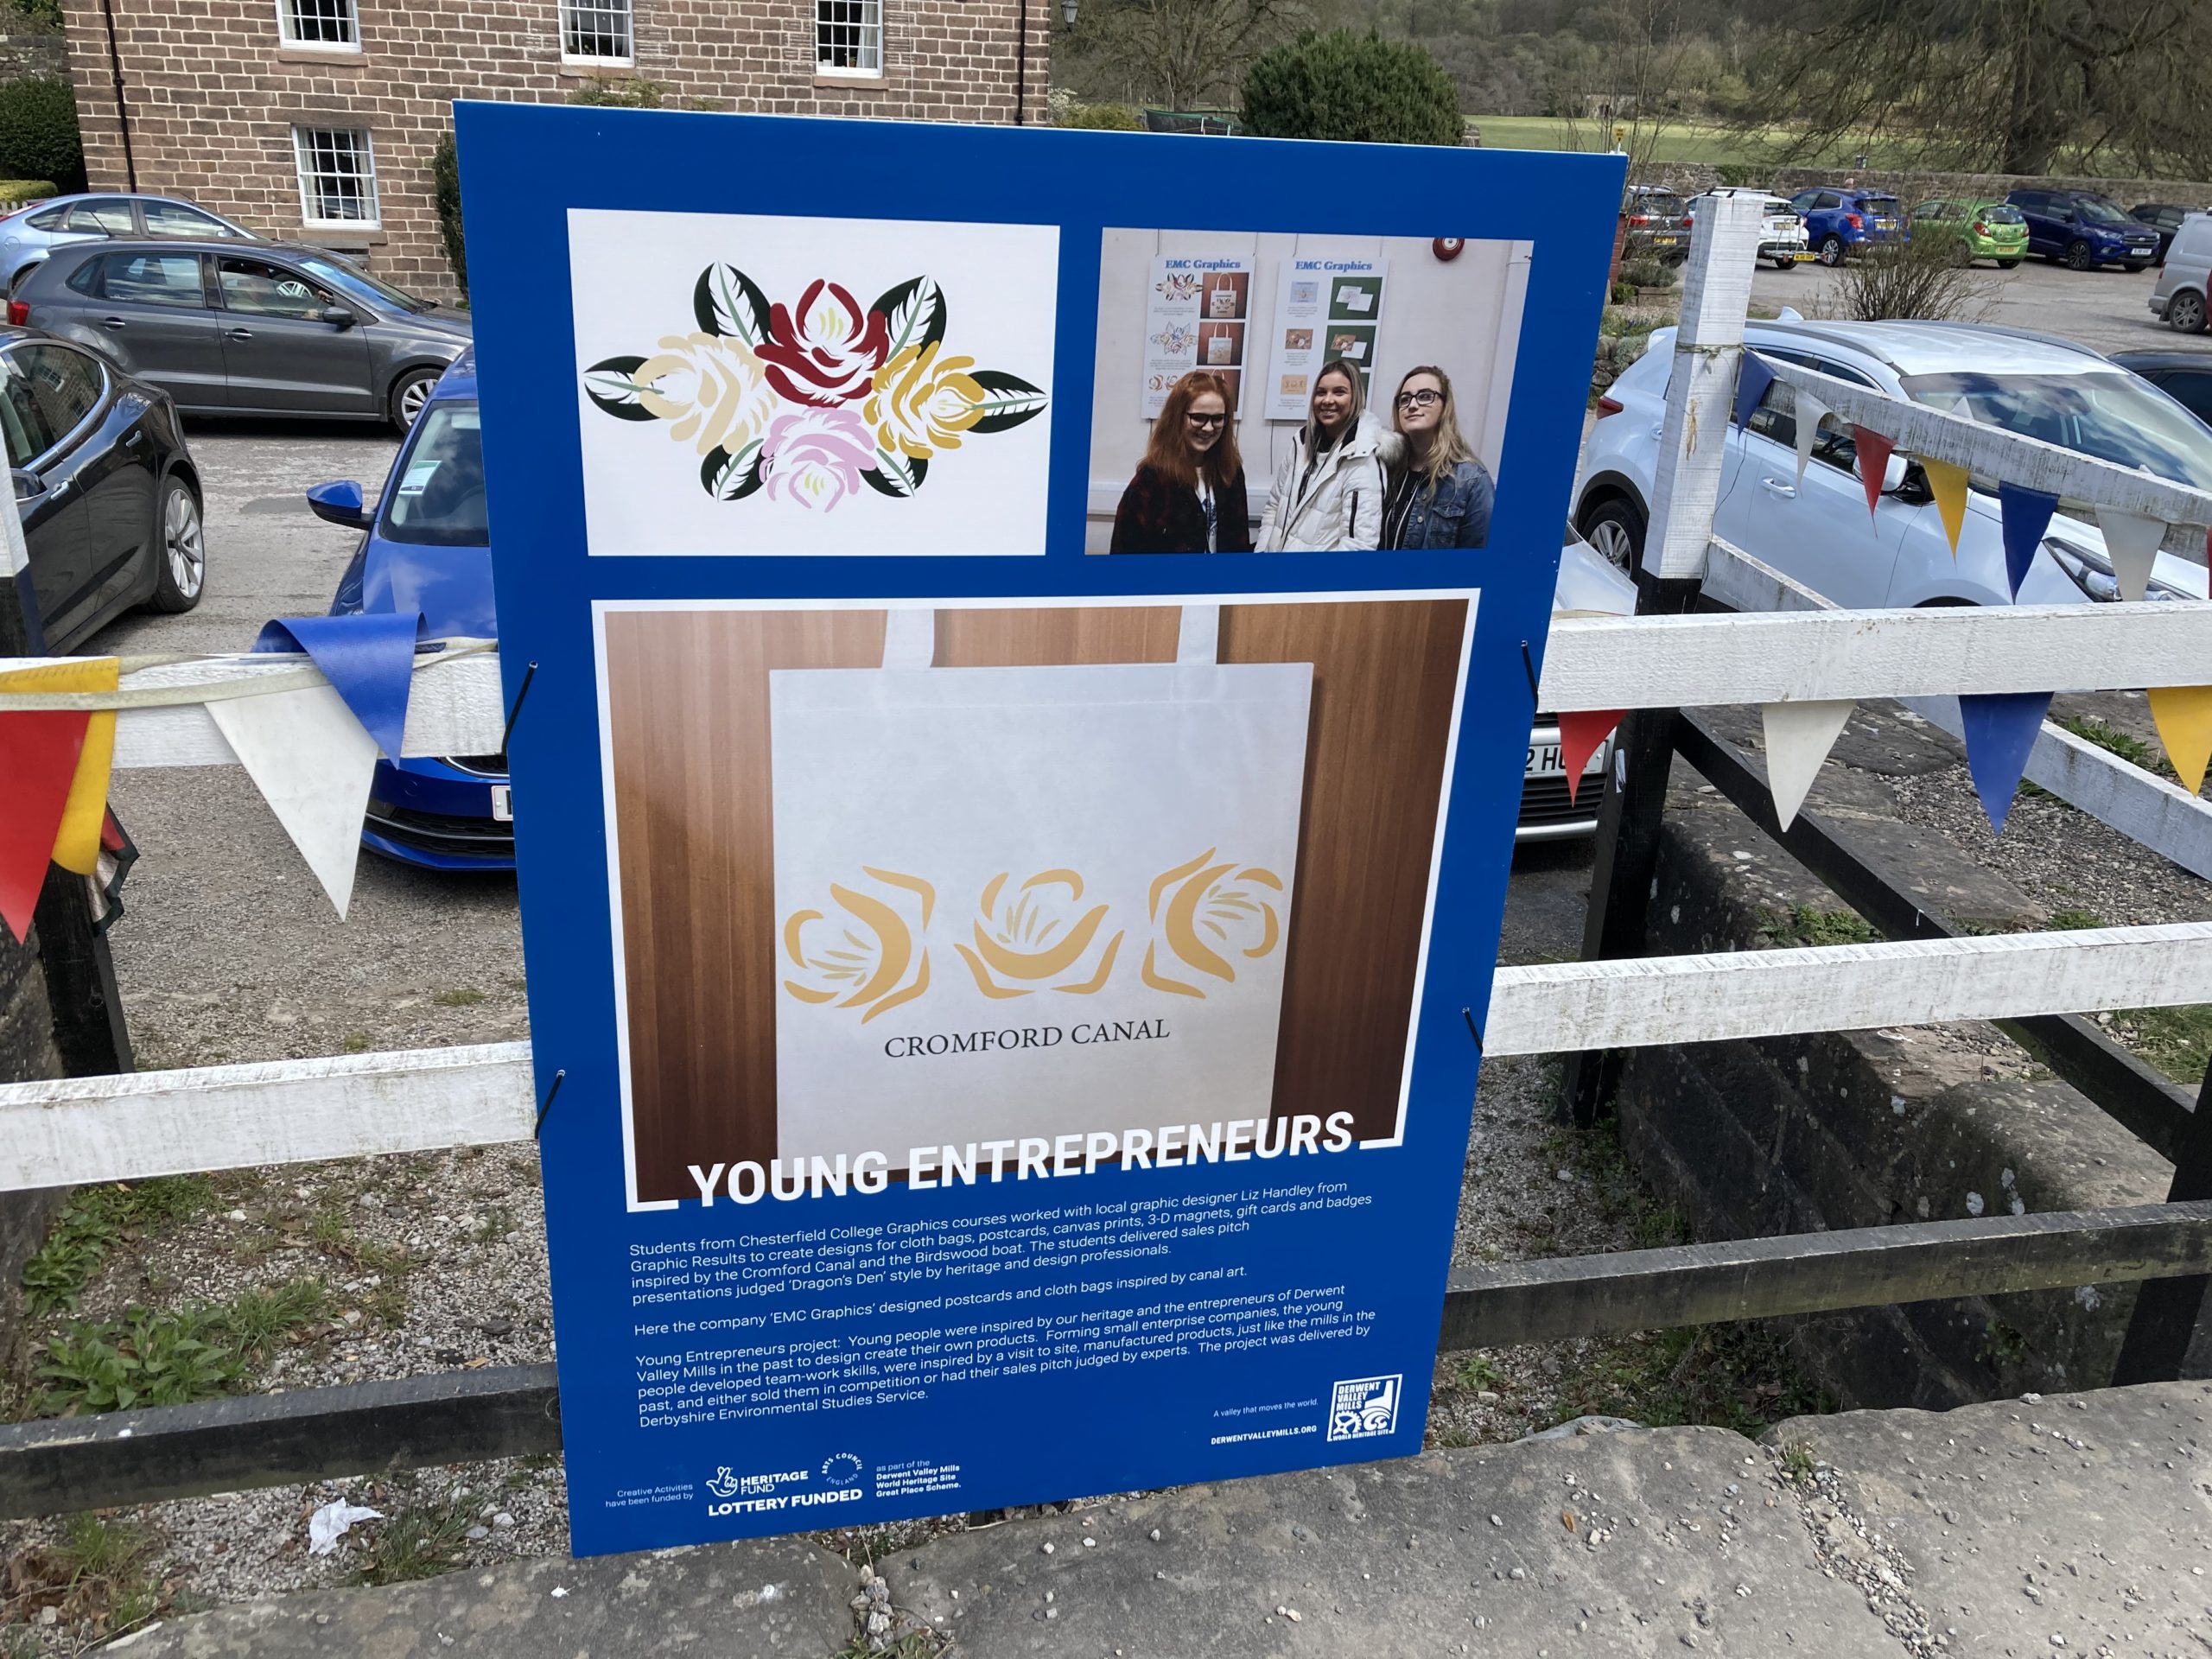 EMC Graphics
EMC Graphics
CROMFORD CANAL
YOUNG ENTREPRENEURS
Students from Chesterfield College Graphics courses worked with local graphic designer Liz Handley from
Graphic Results to create designs for cloth bags, postcards, canvas prints, 3-D magnets, gift cards and badges
inspired by the Cromford Canal and the Birdswood boat. The students delivered sales pitch
presentations judged 'Dragon's Den' style by heritage and design professionals.
Here the company 'EMC Graphics' designed postcards and cloth bags inspired by canal art.
Young Entrepreneurs project: Young people were inspired by our heritage and the entrepreneurs of Derwent
Valley Mills in the past to design create their own products. Forming small enterprise companies, the young
people developed team-work skills, were inspired by a visit to site, manufactured products, just like the mills in the
past, and either sold them in competition or had their sales pitch judged by experts. The project was delivered by
Derbyshire Environmental Studies Service.
A valley that moves the world.
DERWENTVALLEYMILLS.ORG
DERWENT
VALLEY
MILLS
WORLD HERITAGE SITE
Creative Activities
have been funded by
HERITAGE
FUND
LOTTERY FUNDED
ARTS COUNCIL
ENGLAND
as part of the
Derwent Valley Mills
World Heritage Site
Great Place Scheme.